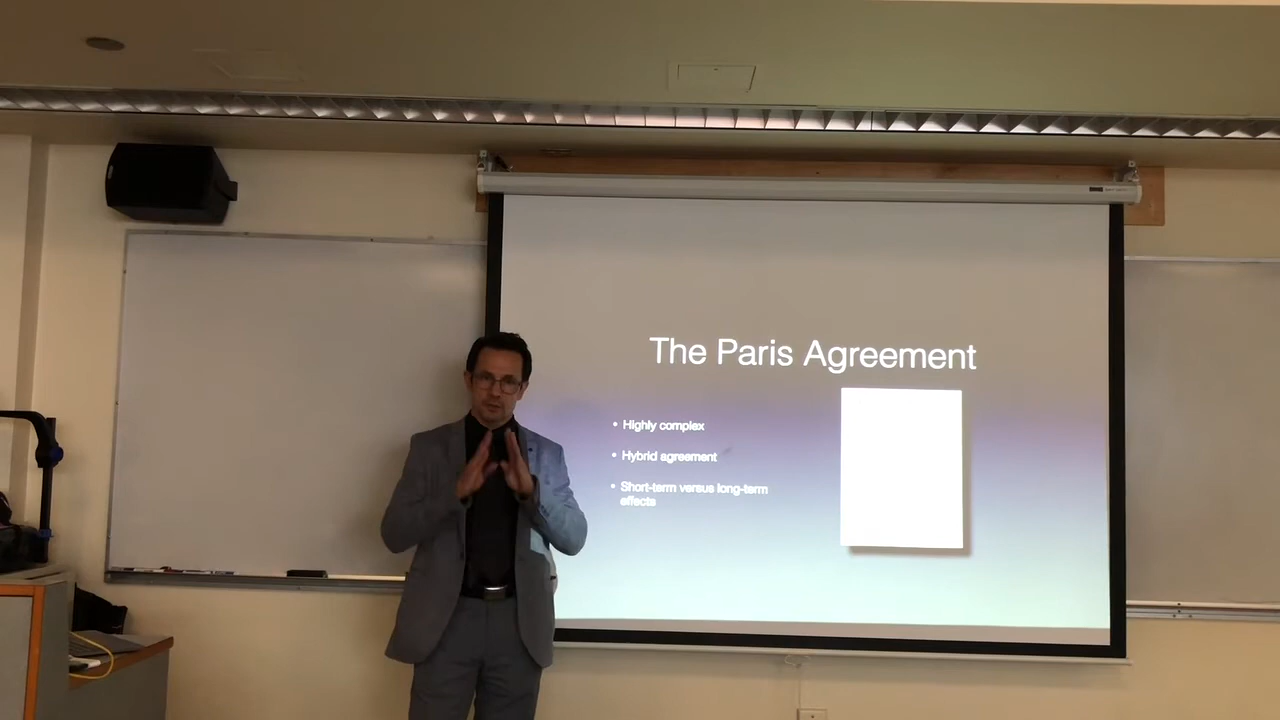 The Paris Agreement
• Highly complex
• Hybrid agreement
• Short-term versus long-term
effects